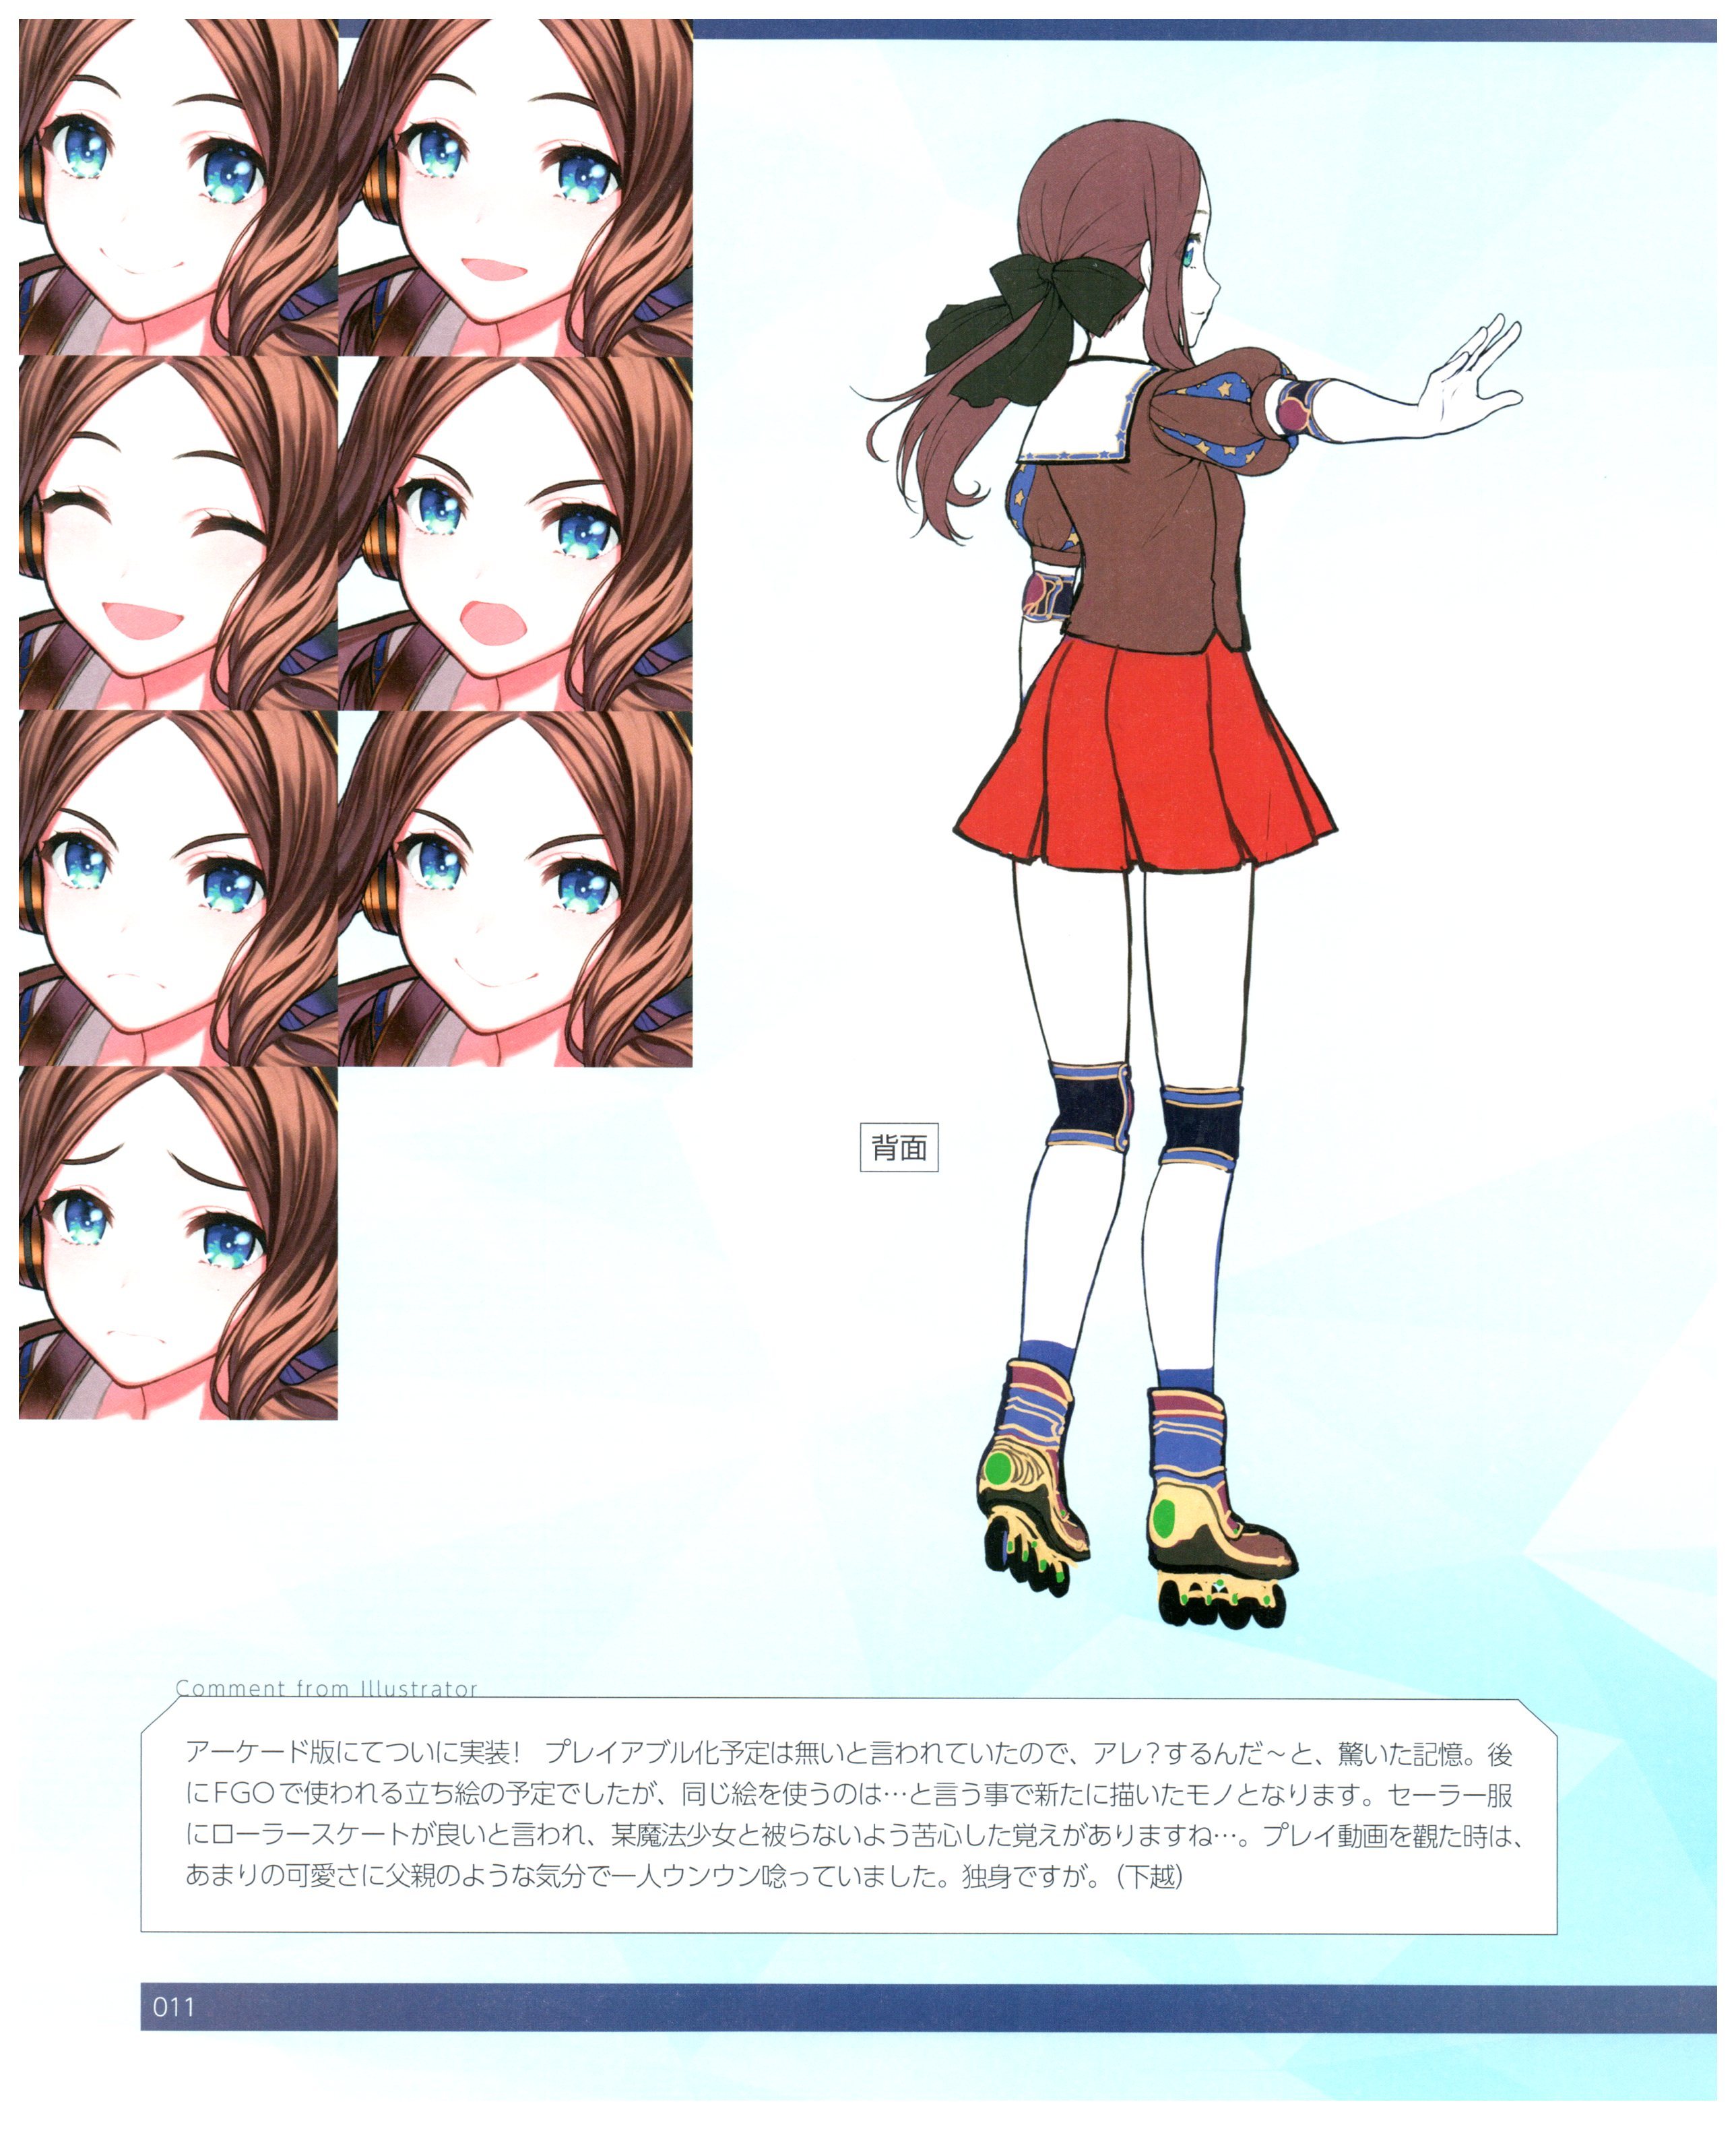 背面
Comment from Illustrator
アーケード版にてついに実装！　プレイアブル化予定は無いと言われていたので、アレ？するんだ～と、驚いた記憶。後
にFGOで使われる立ち絵の予定でしたが、同じ絵を使うのは…と言う事で新たに描いたモノとなります。セーラー服
にローラースケートが良いと言われ、某魔法少女と被らないよう苦心した覚えがありますね…。プレイ動画を観た時は、
あまりの可愛さに父親のような気分で一人ウンウン唸っていました。独身ですが。（下越）
011